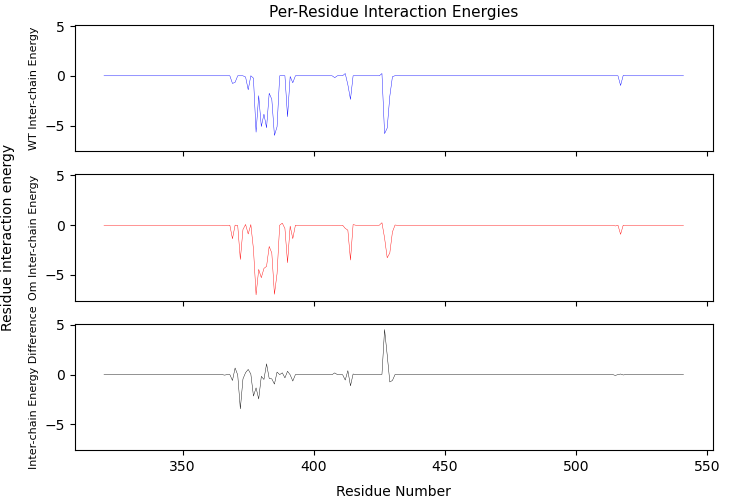 Per-Residue Interaction Energies
Residue interaction energy
WT Inter-chain Energy
5
0
−5
Om Inter-chain Energy
5
0
−5
Inter-chain Energy Difference
5
0
−5
350
400
450
500
550
Residue Number